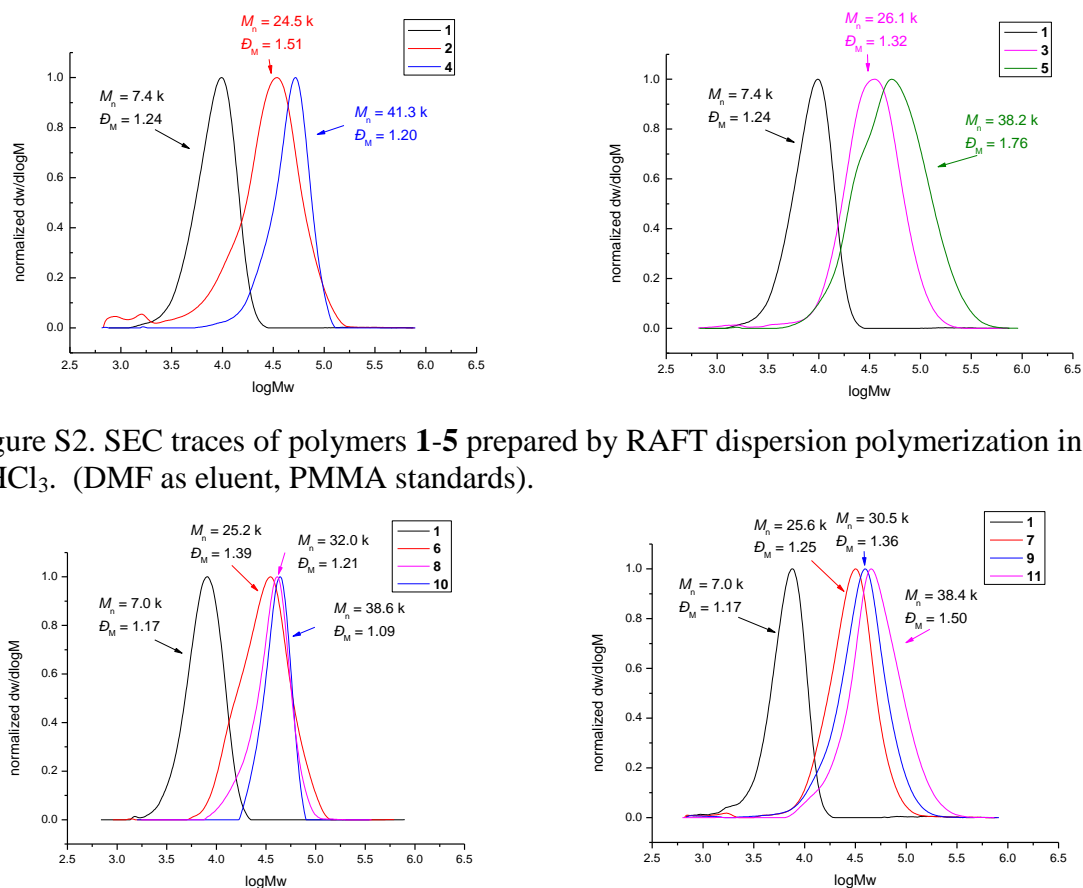 Mn = 24.5 k
ĐM = 1.51
1
2
4
Mn = 7.4 k
ĐM = 1.24
Mn = 41.3 k
ĐM = 1.20
normalized dw/dlogM
1.0
0.8
0.6
0.4
0.2
0.0
2.5 3.0 3.5 4.0 4.5 5.0 5.5 6.0 6.5
logMw
Mn = 26.1 k
ĐM = 1.32
1
3
5
Mn = 7.4 k
ĐM = 1.24
Mn = 38.2 k
ĐM = 1.76
normalized dw/dlogM
1.0
0.8
0.6
0.4
0.2
0.0
2.5 3.0 3.5 4.0 4.5 5.0 5.5 6.0 6.5
logMw
gure S2. SEC traces of polymers 1-5 prepared by RAFT dispersion polymerization in
HCl3. (DMF as eluent, PMMA standards).
Mn = 25.2 k
ĐM = 1.39
Mn = 32.0 k
ĐM = 1.21
1
6
8
10
Mn = 7.0 k
ĐM = 1.17
Mn = 38.6 k
ĐM = 1.09
normalized dw/dlogM
1.0
0.8
0.6
0.4
0.2
0.0
2.5 3.0 3.5 4.0 4.5 5.0 5.5 6.0 6.5
logMw
Mn = 25.6 k
ĐM = 1.25
Mn = 30.5 k
ĐM = 1.36
1
7
9
11
Mn = 7.0 k
ĐM = 1.17
Mn = 38.4 k
ĐM = 1.50
normalized dw/dlogM
1.0
0.8
0.6
0.4
0.2
0.0
2.5 3.0 3.5 4.0 4.5 5.0 5.5 6.0 6.5
logMw